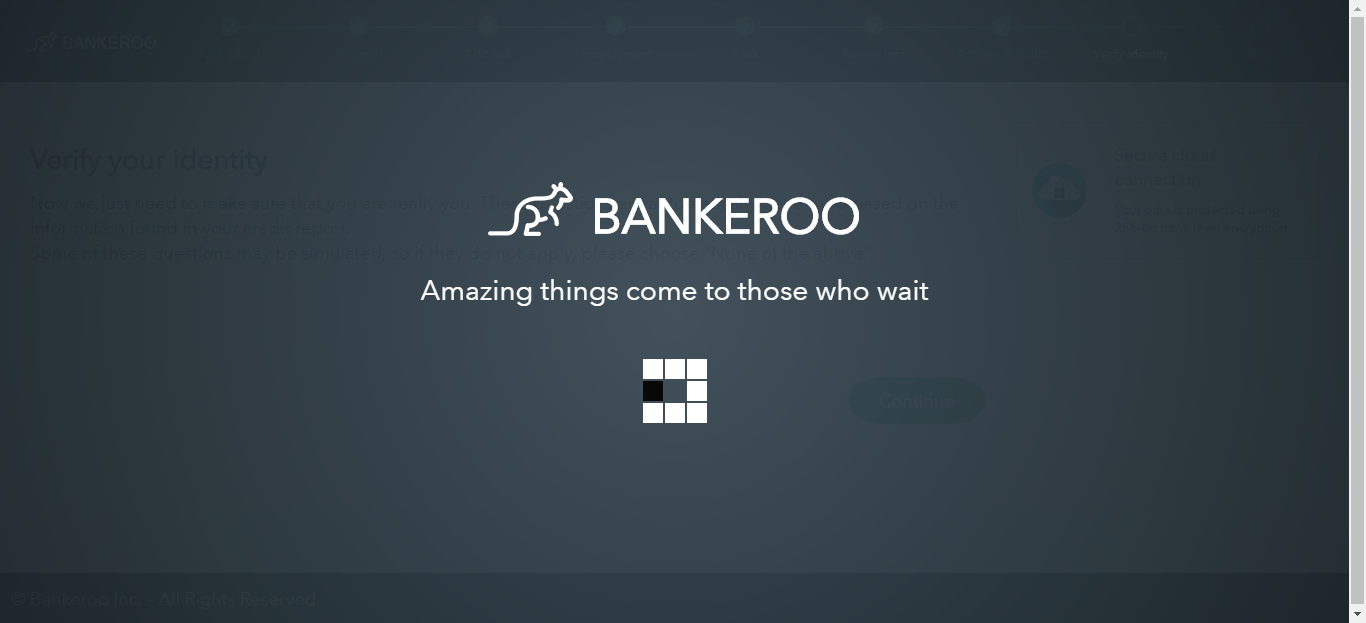 BANKEROO
Verify Identity
Verify your identity
Secure cloud
connection
Now we just need to make sure that you are really you. The
sed on the
information found in your credit report.
Some of these questions may be simulated, so if they do not apply, please choose "None of the above".
BANKEROO
Amazing things come to those who wait
Continue
© Bankeroo Inc. - All Rights Reserved